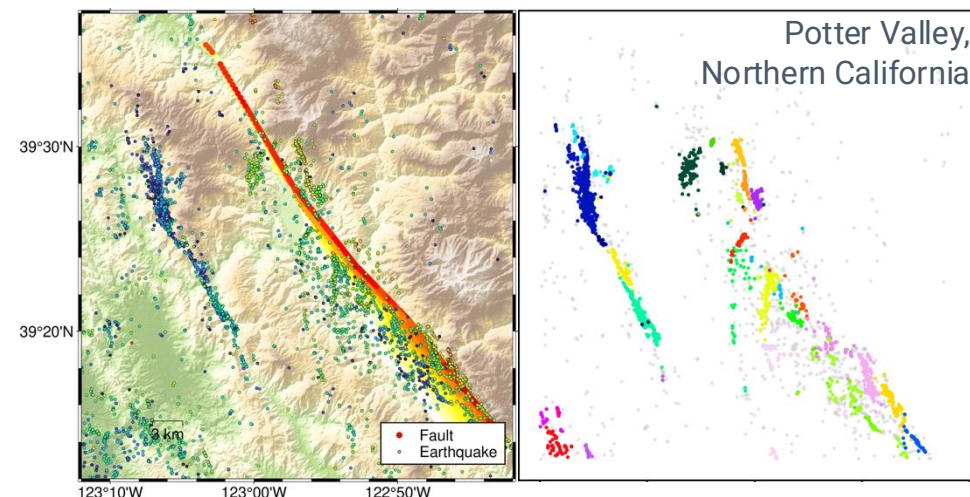 Potter Valley,
Northern California
39°30'N
39°20'N
3 km
Fault
Earthquake
123°10'W
123°00'W
122°50'W